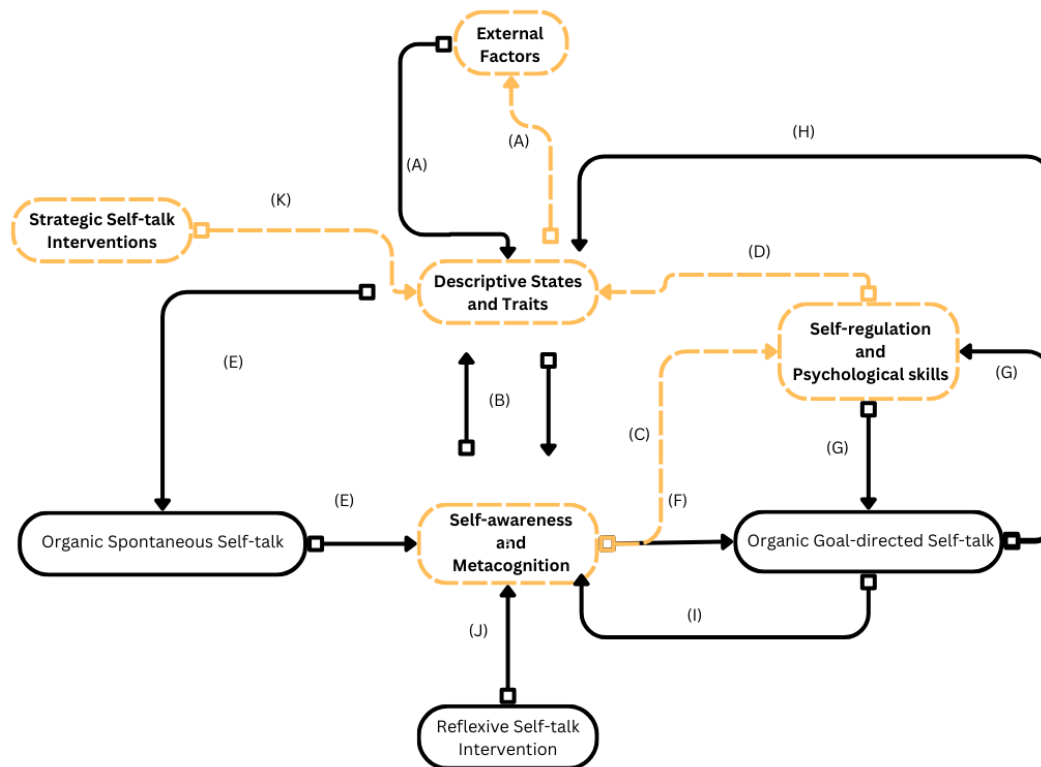 External
Factors
(H)
(A)
(A)
(K)
Strategic Self-talk
Interventions
(D)
Descriptive States
and Traits
Self-regulation
and
Psychological skills
(E)
(B)
(G)
(C)
(G)
(E)
(F)
Self-awareness
and
Metacognition
Organic Spontaneous Self-talk
Organic Goal-directed Self-talk
(I)
(J)
Reflexive Self-talk
Intervention